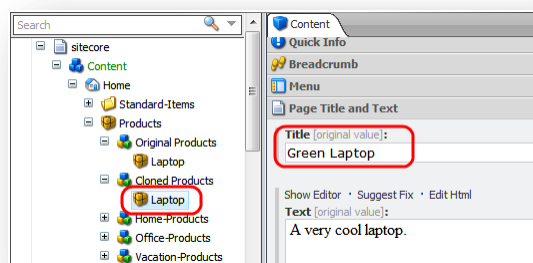 Search
sitecore
Content
Home
Standard-Items
Products
Original Products
Laptop
Cloned Products
Laptop
Home-Products
Office-Products
Vacation-Products
Content
Quick Info
Breadcrumb
Menu
Page Title and Text
Title [original value]:
Green Laptop
Show Editor · Suggest Fix · Edit Html
Text [original value]:
A very cool laptop.